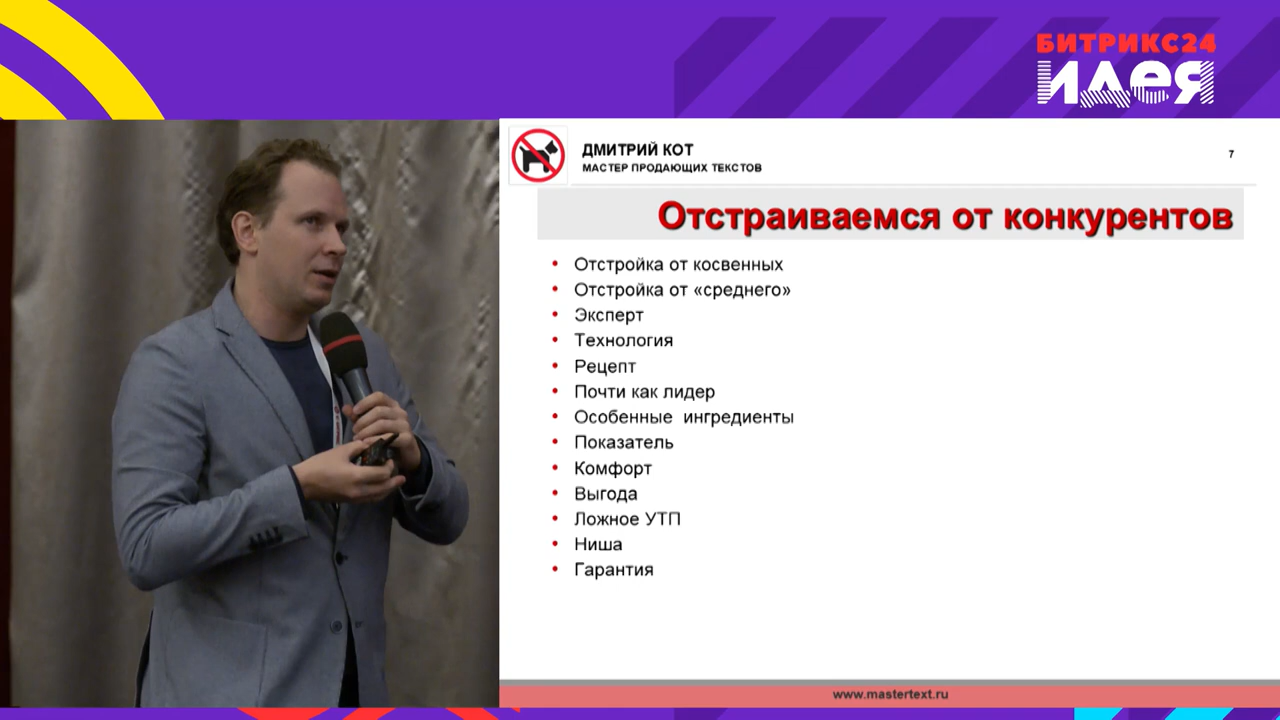 БИТРИКС24
идея
ДМИТРИЙ КОТ
МАСТЕР ПРОДАЮЩИХ ТЕКСТОВ
7
Отстраиваемся от конкурентов
• Отстройка от косвенных
• Отстройка от «среднего»
• Эксперт
• Технология
• Рецепт
• Почти как лидер
• Особенные ингредиенты
• Показатель
• Комфорт
• Выгода
• Ложное УТП
• Ниша
• Гарантия
www.mastertext.ru